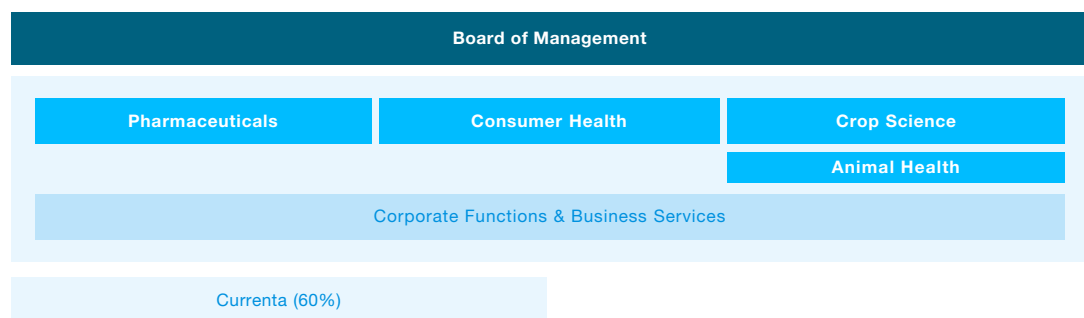 Board of Management
Pharmaceuticals
Consumer Health
Crop Science
Animal Health
Corporate Functions & Business Services
Currenta (60%)